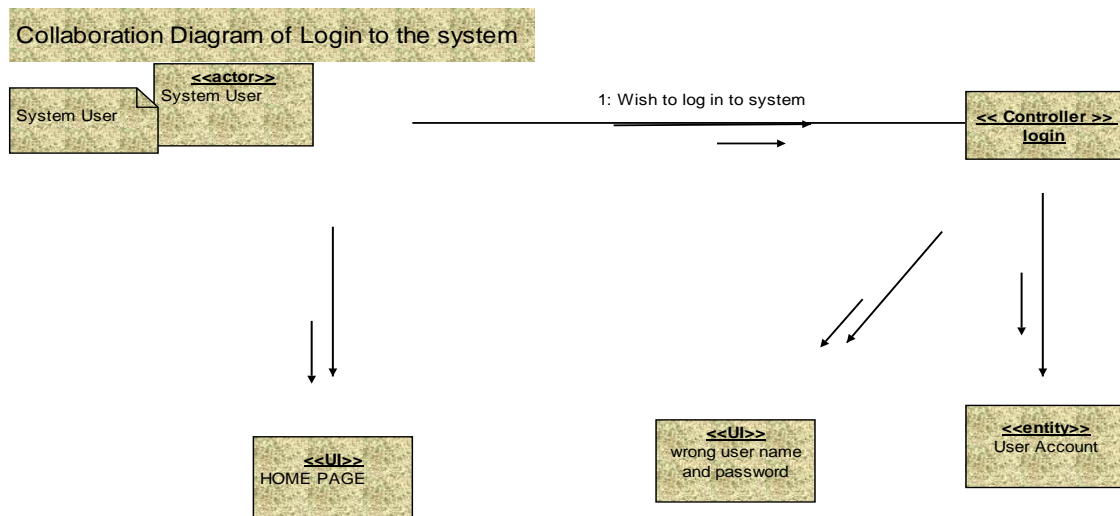 Collaboration Diagram of Login to the system
<<actor>>
System User
System User
1: Wish to log in to system
<< Controller >>
login
<<UI>>
HOME PAGE
<<UI>>
wrong user name
and password
<<entity>>
User Account